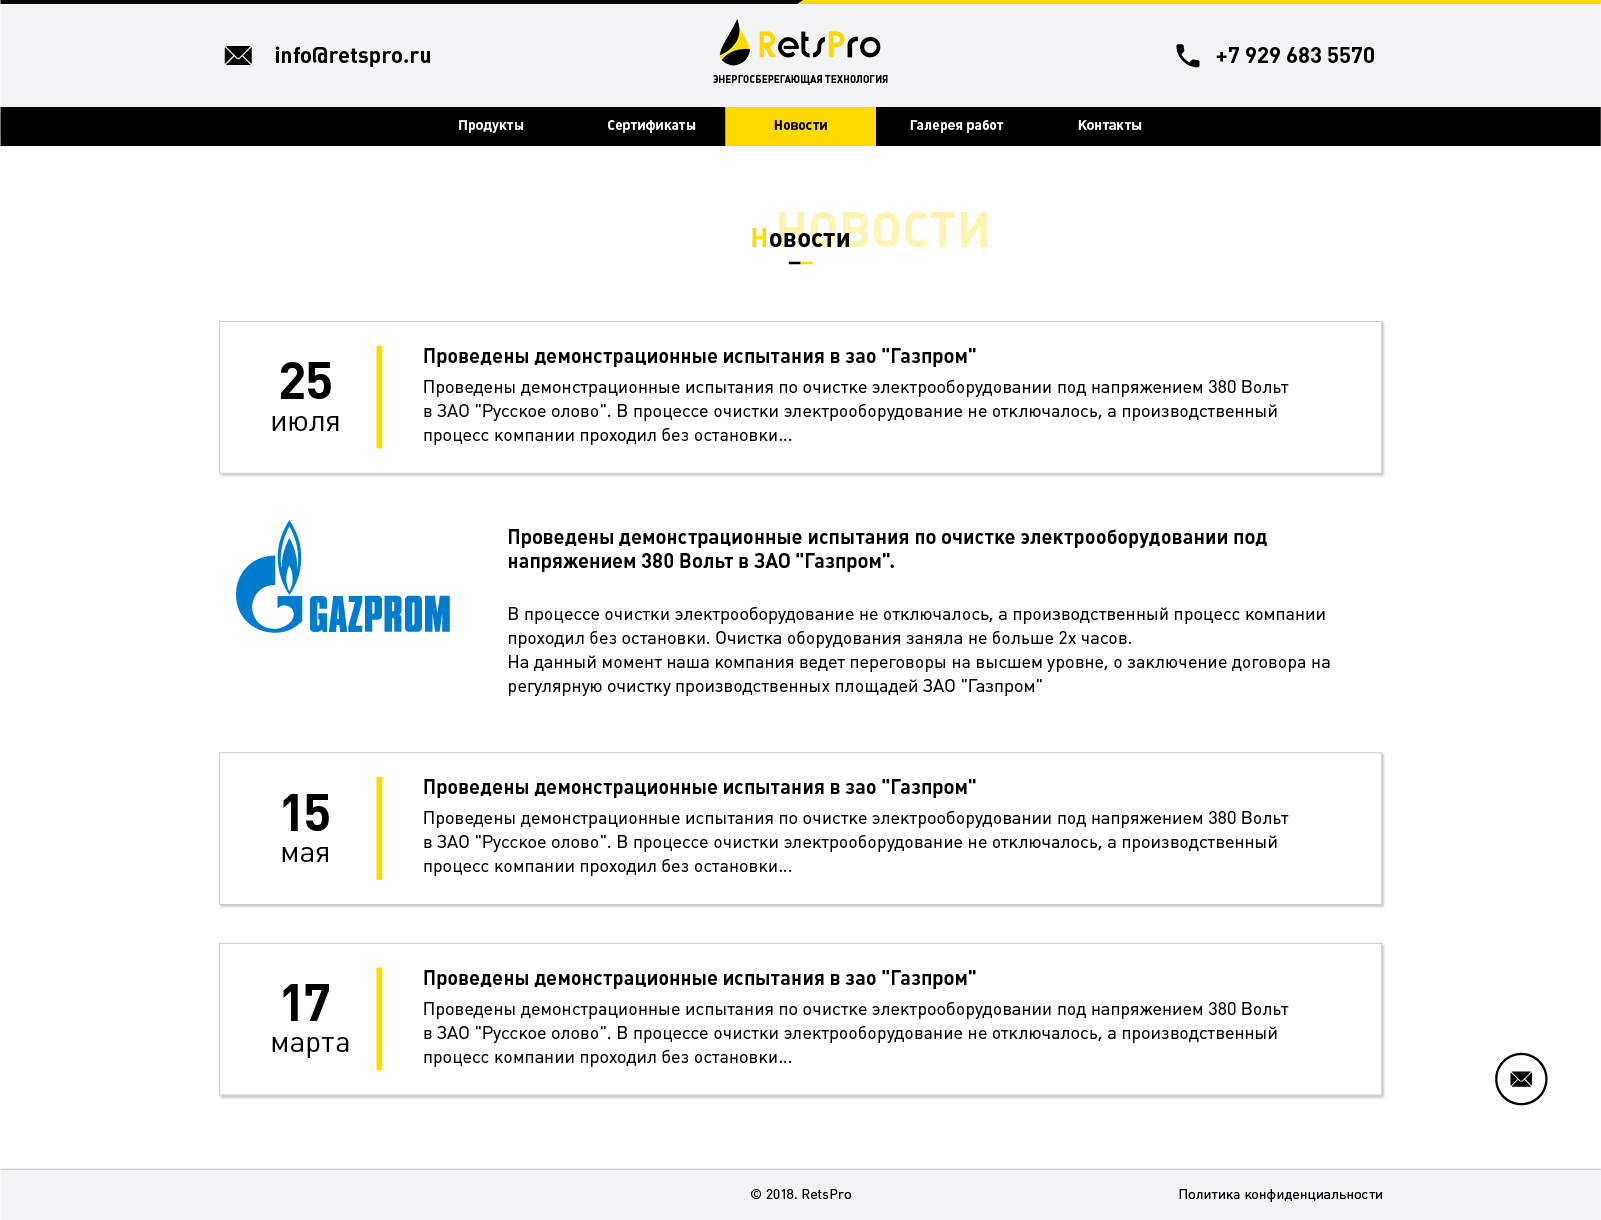 info@retspro.ru
RetsPro
ЭНЕРГОСБЕРЕГАЮЩАЯ ТЕХНОЛОГИЯ
+7 929 683 5570
Продукты Сертификаты Новости Галерея работ Контакты
НОВОСТИ
Новости
25
июля
Проведены демонстрационные испытания в зао "Газпром"
Проведены демонстрационные испытания по очистке электрооборудовании под напряжением 380 Вольт
в ЗАО "Русское олово". В процессе очистки электрооборудование не отключалось, а производственный
процесс компании проходил без остановки...
GAZPROM
Проведены демонстрационные испытания по очистке электрооборудовании под
напряжением 380 Вольт в ЗАО "Газпром".
В процессе очистки электрооборудование не отключалось, а производственный процесс компании
проходил без остановки. Очистка оборудования заняла не больше 2х часов.
На данный момент наша компания ведет переговоры на высшем уровне, о заключение договора на
регулярную очистку производственных площадей ЗАО "Газпром"
15
мая
Проведены демонстрационные испытания в зао "Газпром"
Проведены демонстрационные испытания по очистке электрооборудовании под напряжением 380 Вольт
в ЗАО "Русское олово". В процессе очистки электрооборудование не отключалось, а производственный
процесс компании проходил без остановки...
17
марта
Проведены демонстрационные испытания в зао "Газпром"
Проведены демонстрационные испытания по очистке электрооборудовании под напряжением 380 Вольт
в ЗАО "Русское олово". В процессе очистки электрооборудование не отключалось, а производственный
процесс компании проходил без остановки...
© 2018. RetsPro
Политика конфиденциальности